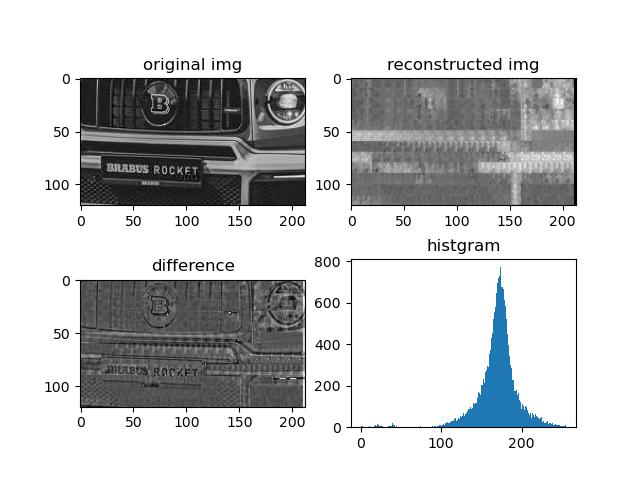 original img
reconstructed img
0
50
100
0 50 100 150 200
B
BRABUS ROCKET
BRABUS
0
50
100
0 50 100 150 200
difference
histgram
0
50
100
0 50 100 150 200
B
BRABUS ROCKET
800
600
400
200
0
0 100 200